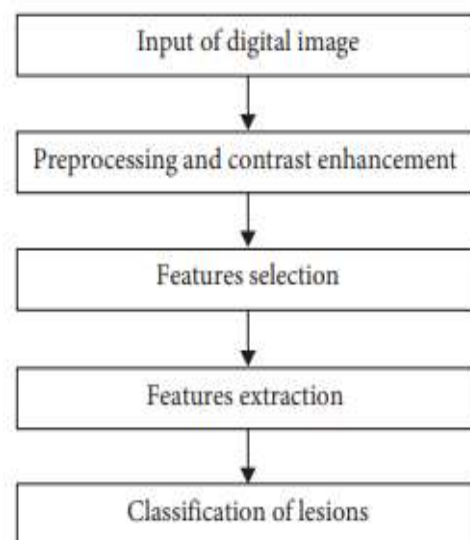 Input of digital image
Preprocessing and contrast enhancement
Features selection
Features extraction
Classification of lesions